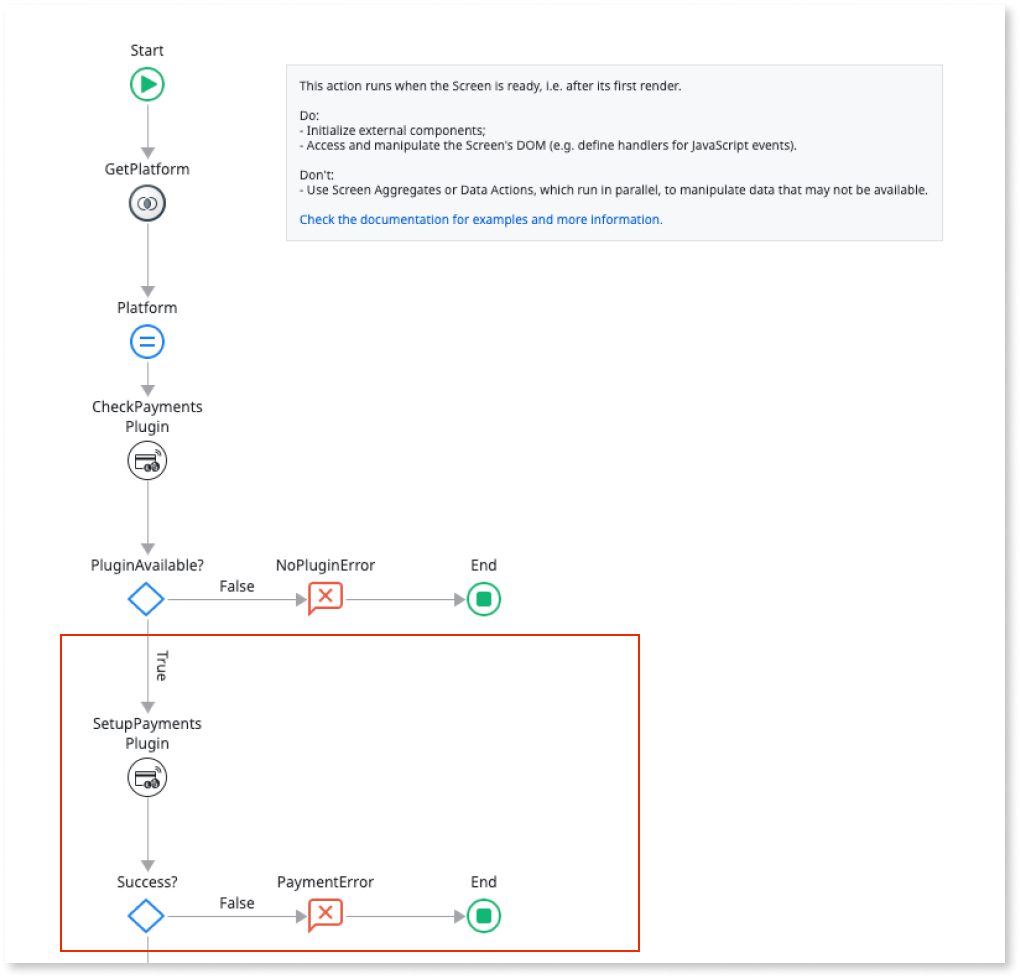 Start
This action runs when the Screen is ready, i.e. after its first render.
Do:
- Initialize external components;
- Access and manipulate the Screen's DOM (e.g. define handlers for JavaScript events).
Don't:
- Use Screen Aggregates or Data Actions, which run in parallel, to manipulate data that may not be available.
Check the documentation for examples and more information.
GetPlatform
Platform
CheckPayments
Plugin
PluginAvailable?
False
NoPluginError
End
True
SetupPayments
Plugin
Success?
False
PaymentError
End